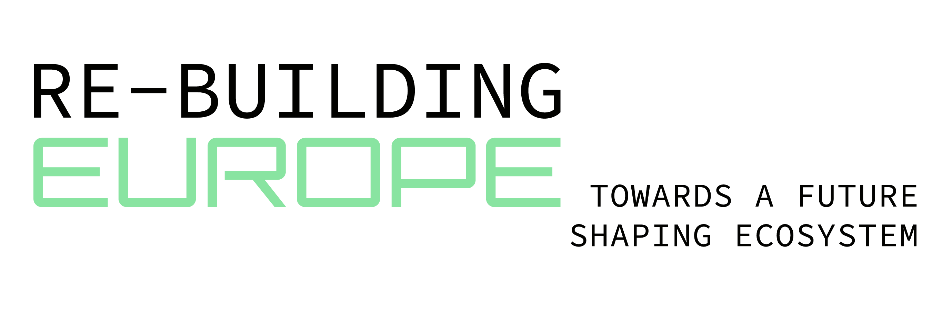 RE-BUILDING
EUROPE
TOWARDS A FUTURE
SHAPING ECOSYSTEM